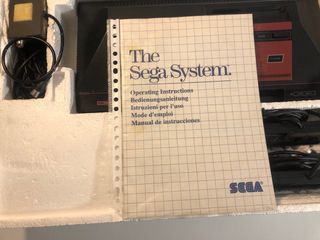 The
Sega System.
Operating Instructions
Bedienungsanleitung
Istruzioni per l'uso
Mode d'emploi
Manual de instrucciones
SEGA